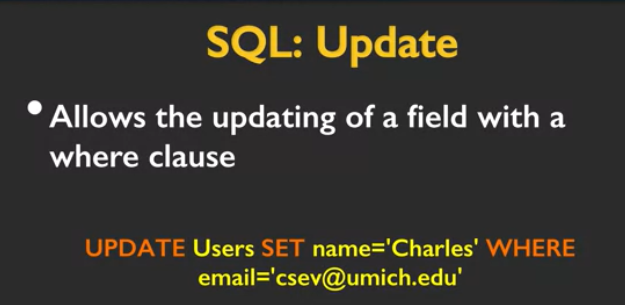 SQL: Update
• Allows the updating of a field with a
where clause
UPDATE Users SET name='Charles' WHERE
email='csev@umich.edu'